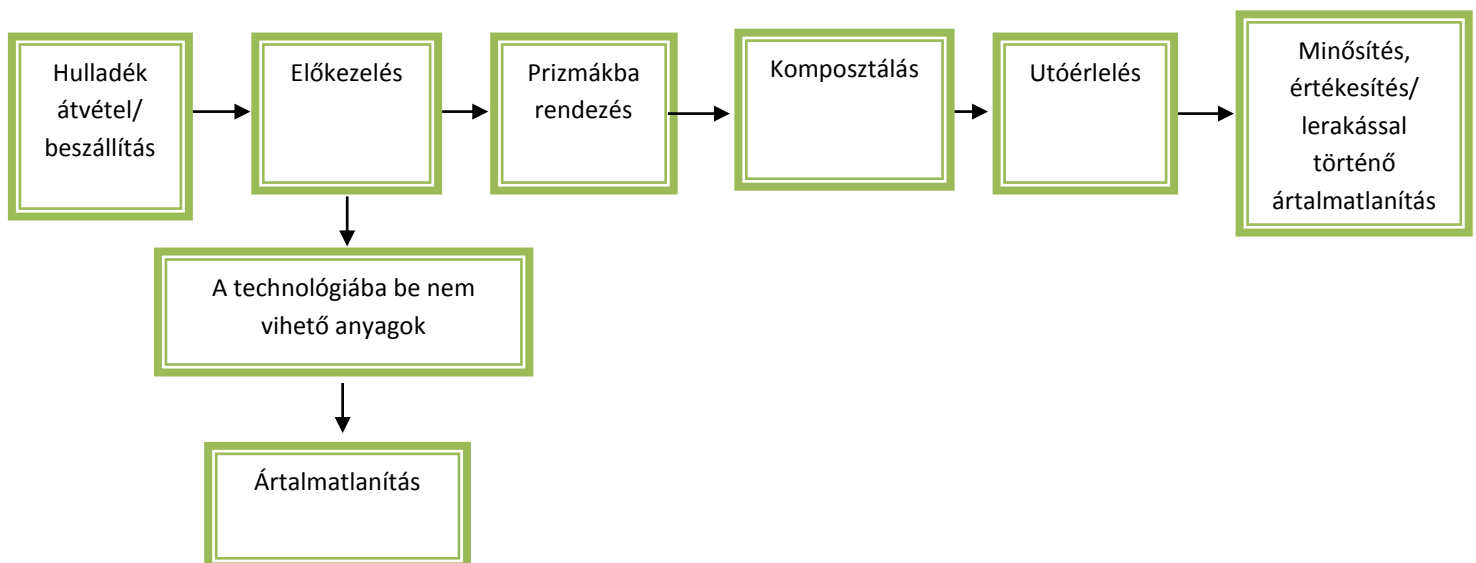 Hulladék
átvétel/
beszállítás
Előkezelés
Prizmákba
rendezés
Komposztálás
Utóérlelés
Minősítés,
értékesítés/
lerakással
történő
ártalmatlanítás
A technológiába be nem
vihető anyagok
Ártalmatlanítás